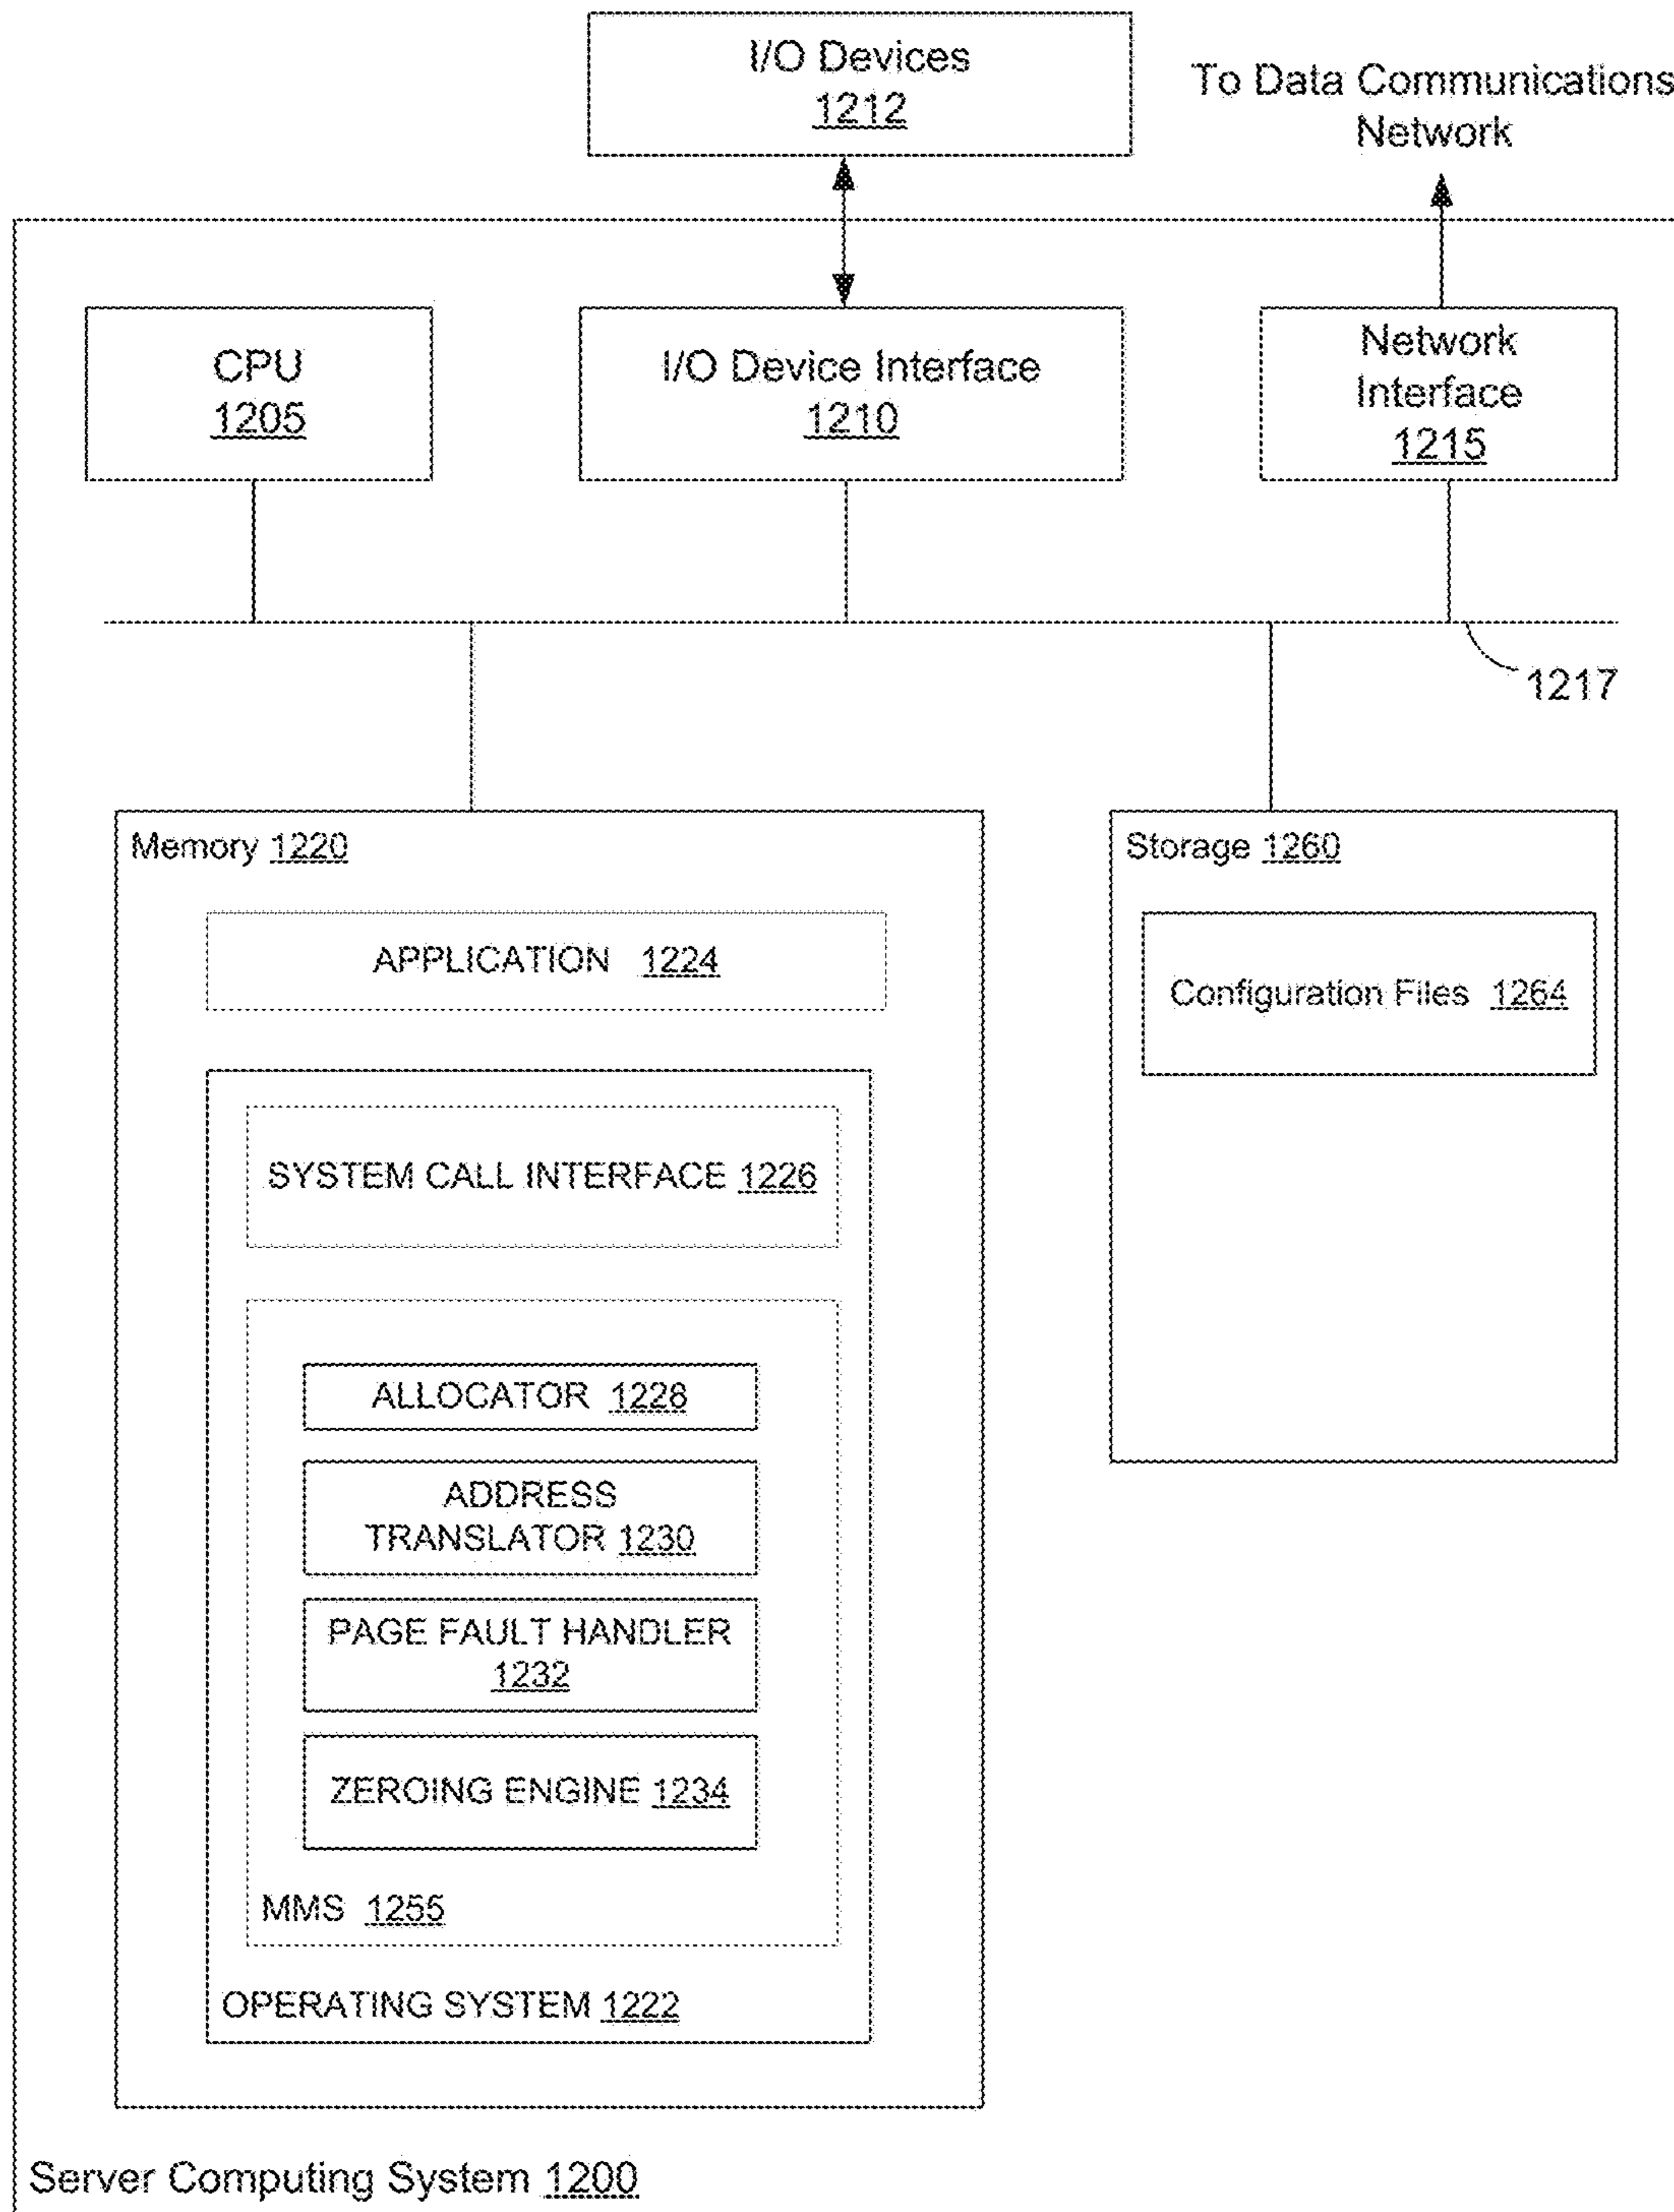 I/O Devices
1212
To Data Communications
Network
CPU
1205
I/O Device Interface
1210
Network
Interface
1215
1217
Memory 1220
APPLICATION 1224
SYSTEM CALL INTERFACE 1226
ALLOCATOR 1228
ADDRESS
TRANSLATOR 1230
PAGE FAULT HANDLER
1232
ZEROING ENGINE 1234
MMS 1255
OPERATING SYSTEM 1222
Storage 1260
Configuration Files 1264
Server Computing System 1200